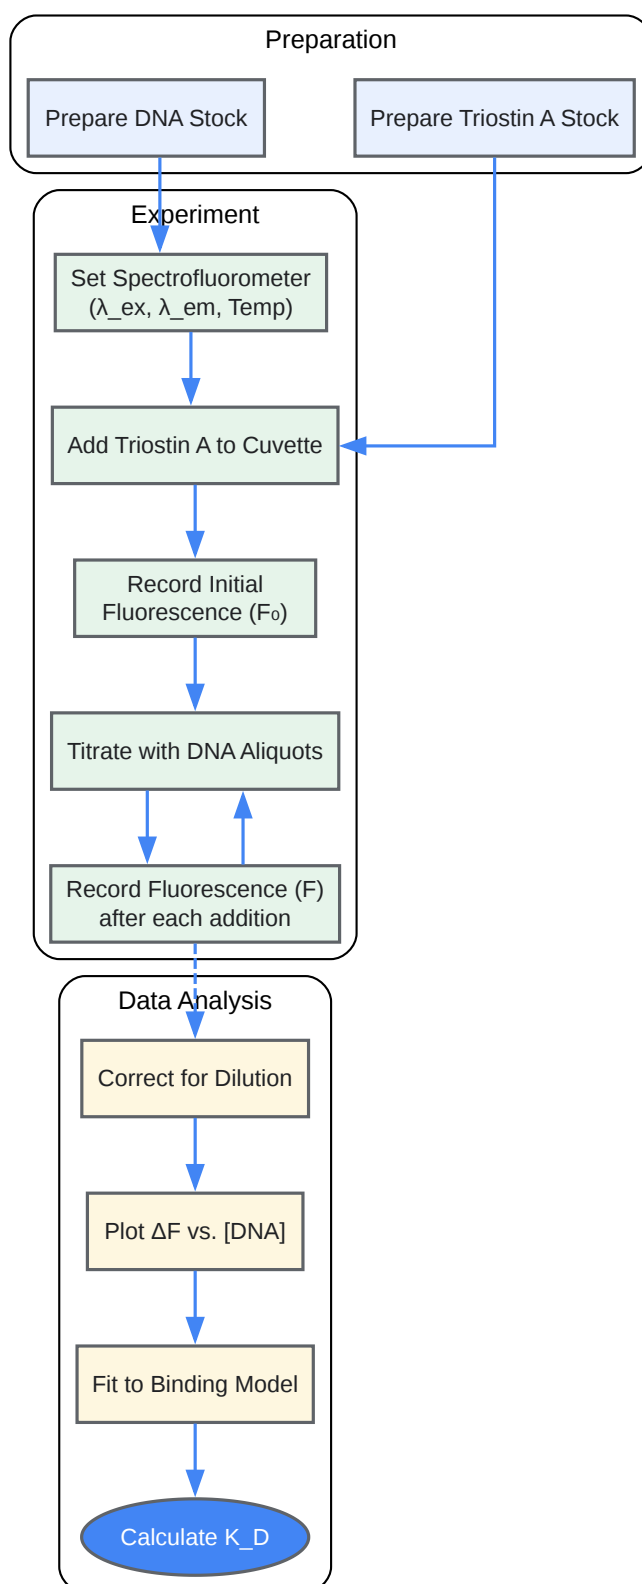 Preparation
Prepare DNA Stock
Prepare Triostin A Stock
Experiment
Set Spectrofluorometer
(λ_ex, λ_em, Temp)
Add Triostin A to Cuvette
Record Initial
Fluorescence (F₀)
Titrate with DNA Aliquots
Record Fluorescence (F)
after each addition
Data Analysis
Correct for Dilution
Plot ΔF vs. [DNA]
Fit to Binding Model
Calculate K_D